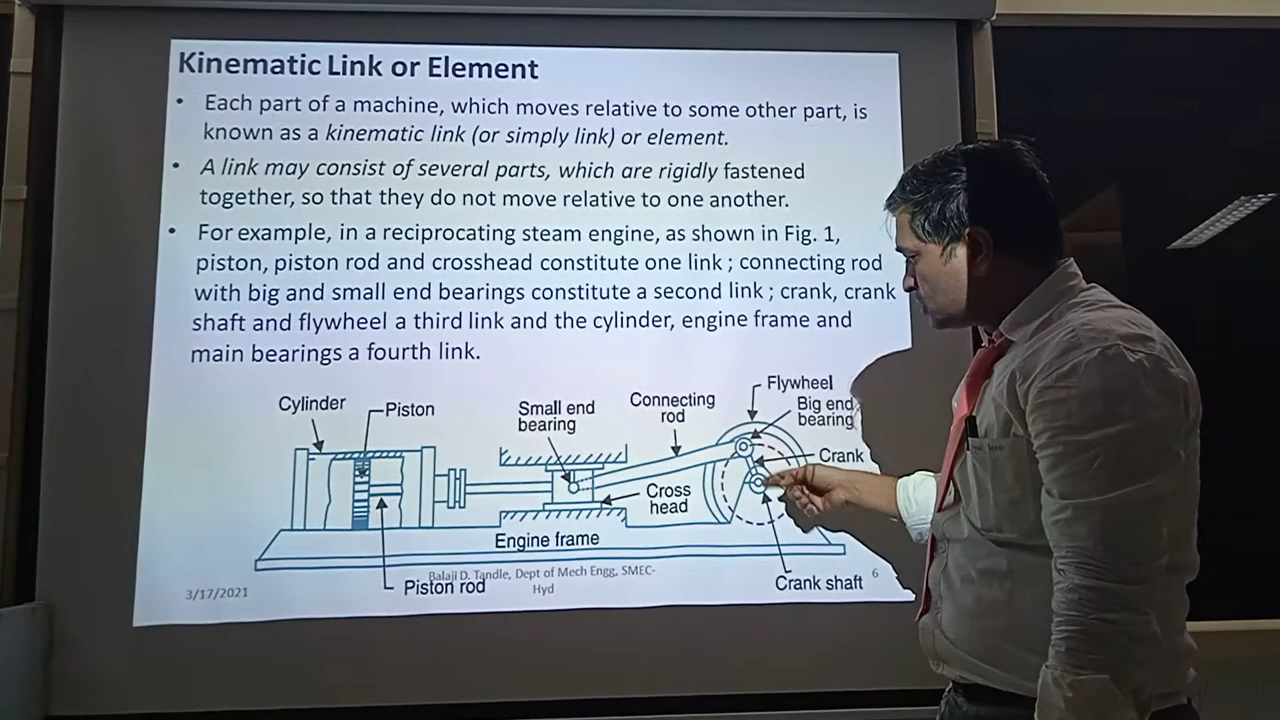 Kinematic Link or Element
• Each part of a machine, which moves relative to some other part, is
known as a kinematic link (or simply link) or element.
• A link may consist of several parts, which are rigidly fastened
together, so that they do not move relative to one another.
• For example, in a reciprocating steam engine, as shown in Fig. 1,
piston, piston rod and crosshead constitute one link ; connecting rod
with big and small end bearings constitute a second link ; crank, crank
shaft and flywheel a third link and the cylinder, engine frame and
main bearings a fourth link.
Cylinder
Piston
Small end
bearing
Connecting
rod
Flywheel
Big end
bearing
Crank
Cross
head
Engine frame
Piston rod
Crank shaft
3/17/2021
Balaji D. Tandle, Dept of Mech Engg, SMEC-
Hyd
6